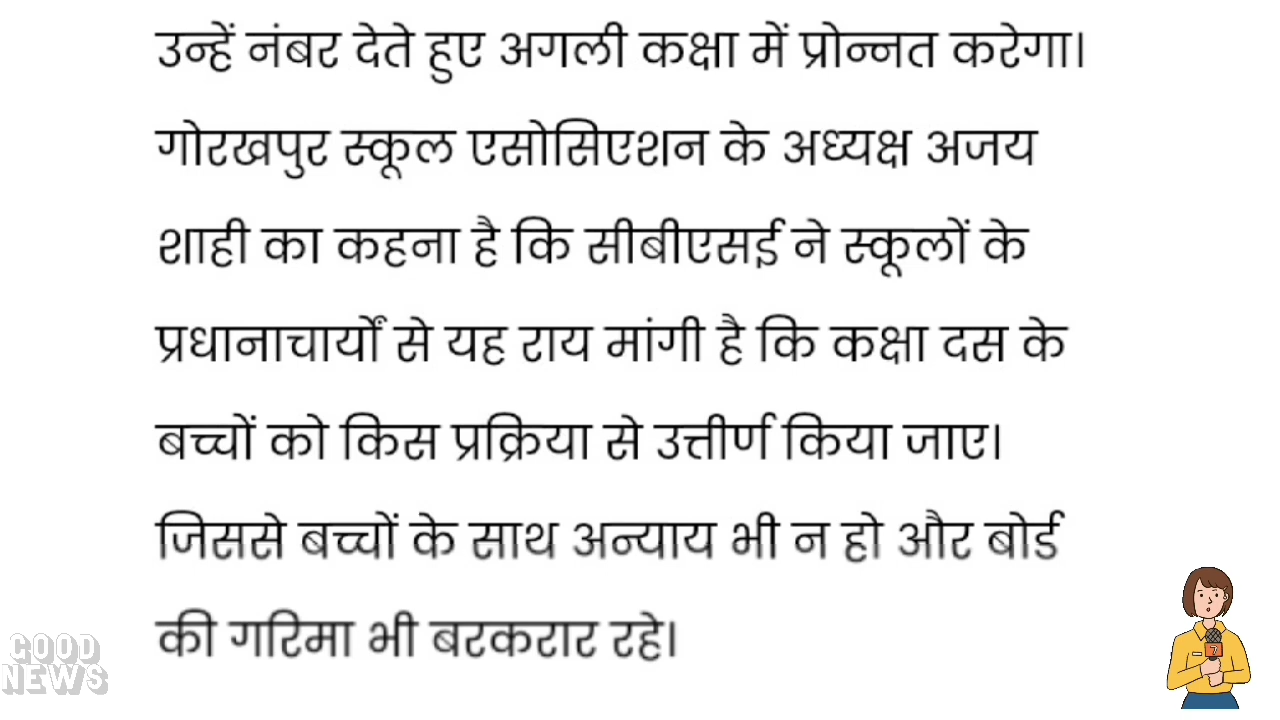 उन्हें नंबर देते हुए अगली कक्षा में प्रोन्नत करेगा।
गोरखपुर स्कूल एसोसिएशन के अध्यक्ष अजय
शाही का कहना है कि सीबीएसई ने स्कूलों के
प्रधानाचार्यों से यह राय मांगी है कि कक्षा दस के
बच्चों को किस प्रक्रिया से उत्तीर्ण किया जाए।
जिससे बच्चों के साथ अन्याय भी न हो और बोर्ड
की गरिमा भी बरकरार रहे।
GOOD
NEWS
7